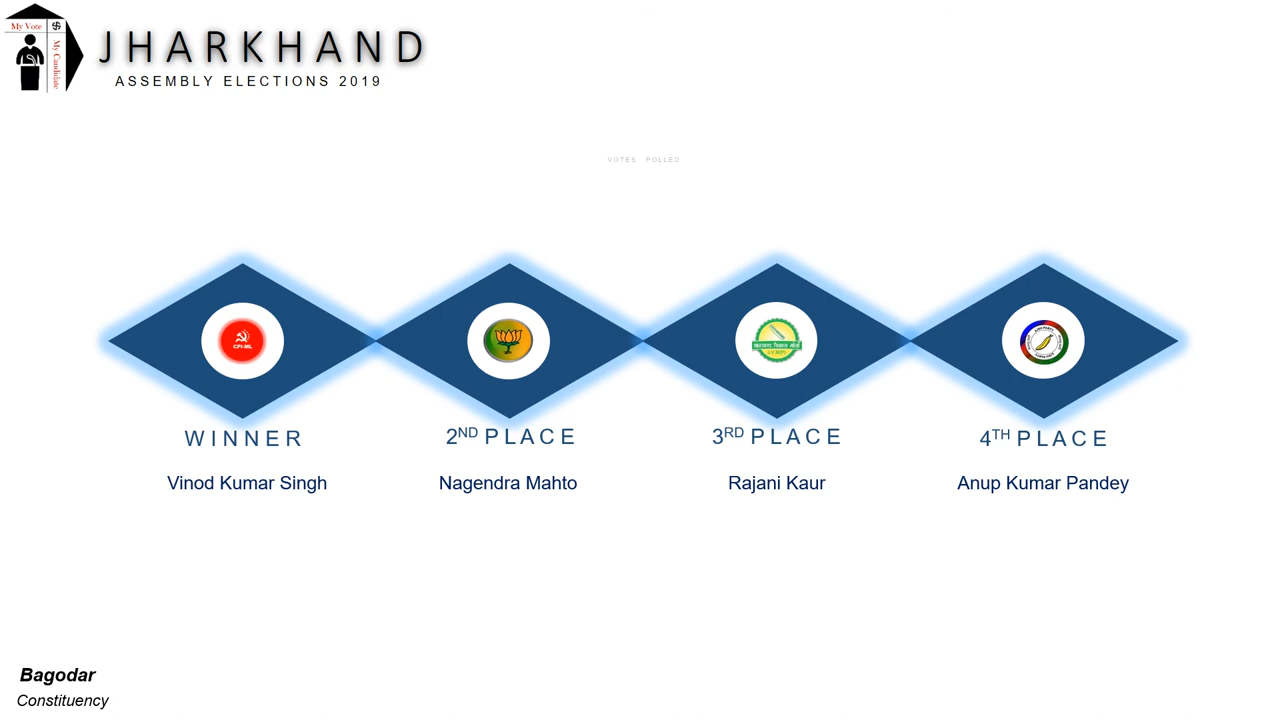 My Vote
My Candidate
JHARKHAND
ASSEMBLY ELECTIONS 2019
VOTES POLLED
CPI-ML
WINNER
2ND PLACE
3RD PLACE
4TH PLACE
Vinod Kumar Singh
Nagendra Mahto
Rajani Kaur
Anup Kumar Pandey
Bagodar
Constituency